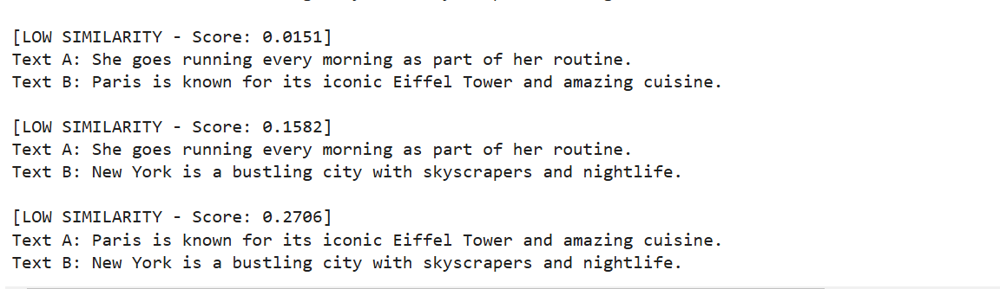 [LOW SIMILARITY - Score: 0.0151]
Text A: She goes running every morning as part of her routine.
Text B: Paris is known for its iconic Eiffel Tower and amazing cuisine.
[LOW SIMILARITY - Score: 0.1582]
Text A: She goes running every morning as part of her routine.
Text B: New York is a bustling city with skyscrapers and nightlife.
[LOW SIMILARITY - Score: 0.2706]
Text A: Paris is known for its iconic Eiffel Tower and amazing cuisine.
Text B: New York is a bustling city with skyscrapers and nightlife.